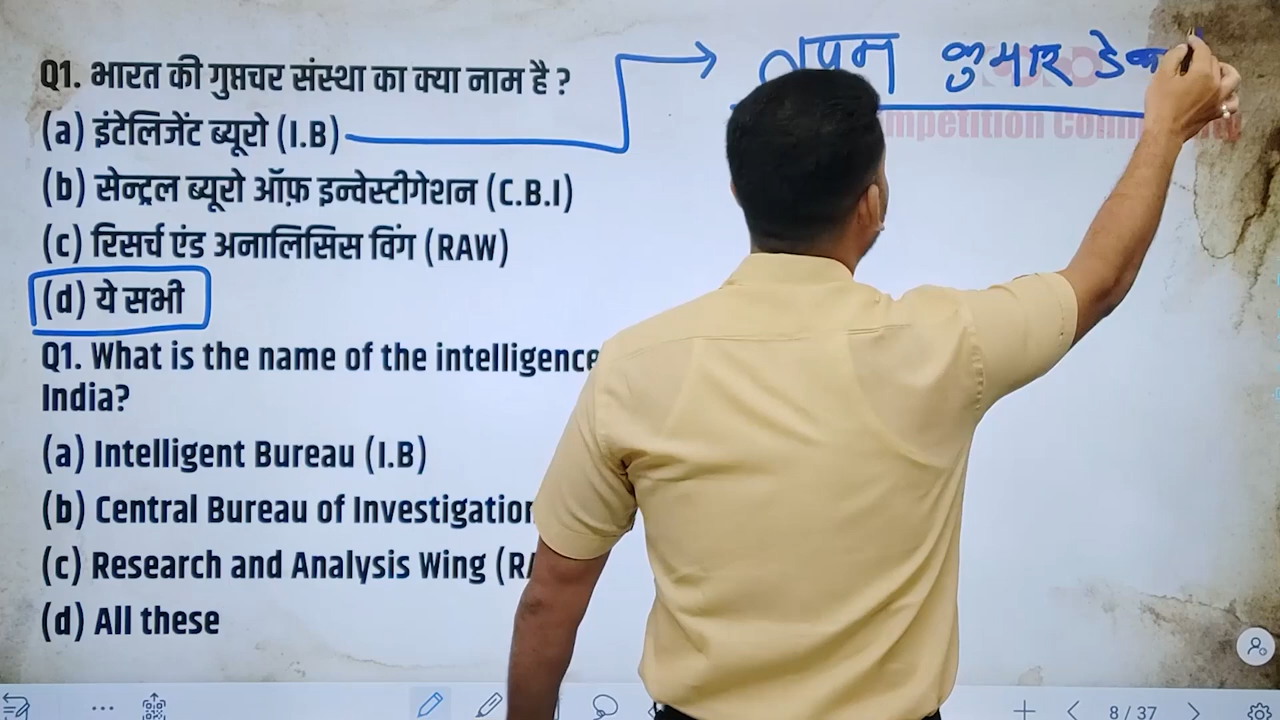 Q1. भारत की गुप्तचर संस्था का क्या नाम है ?
(a) इंटेलिजेंट ब्यूरो (I.B)
(b) सेन्ट्रल ब्यूरो ऑफ़ इन्वेस्टीगेशन (C.B.I)
(c) रिसर्च एंड अनालिसिस विंग (RAW)
(d) ये सभी
Q1. What is the name of the intelligence
India?
(a) Intelligent Bureau (I.B)
(b) Central Bureau of Investigation
(c) Research and Analysis Wing
(d) All these
कुमार
8 / 37